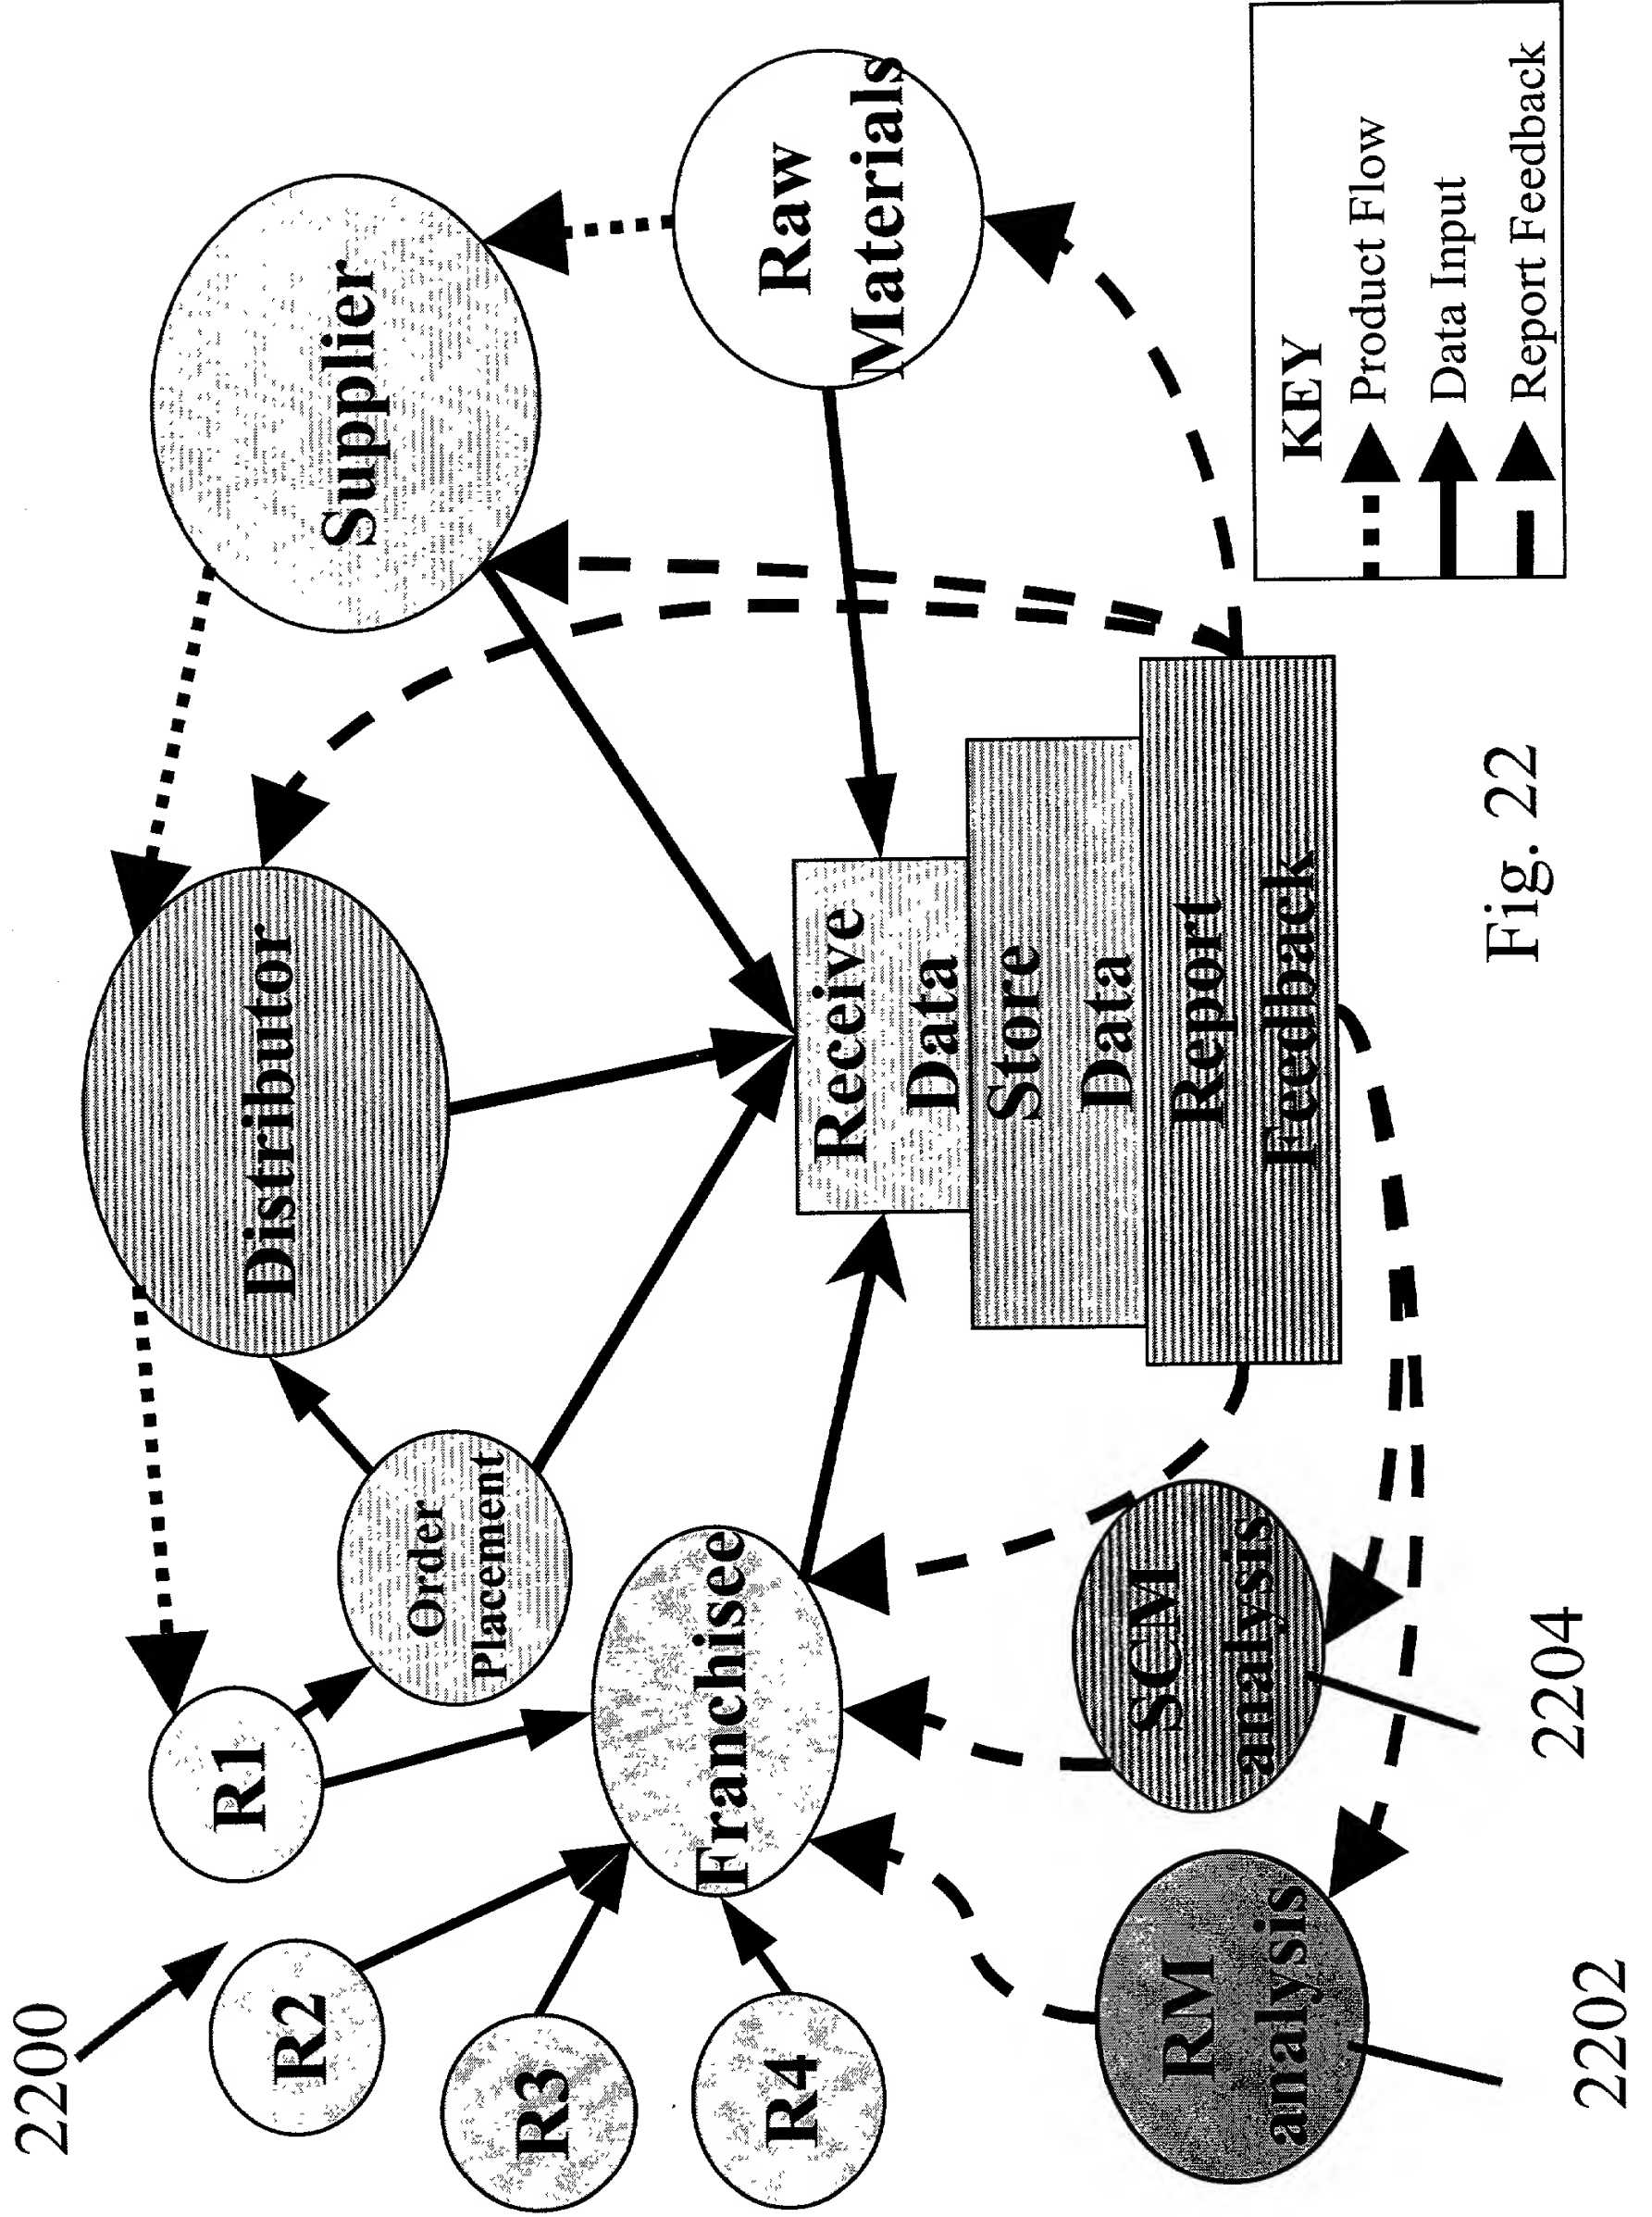 2200
R1
R2
R3
R4
Order
Placement
Distributor
Supplier
Franchisee
Raw
Materials
Receive
Data
Store
Data
Report
Feedback
SCM
analysis
RM
analysis
2202
2204
KEY
Product Flow
Data Input
Report Feedback
Fig. 22